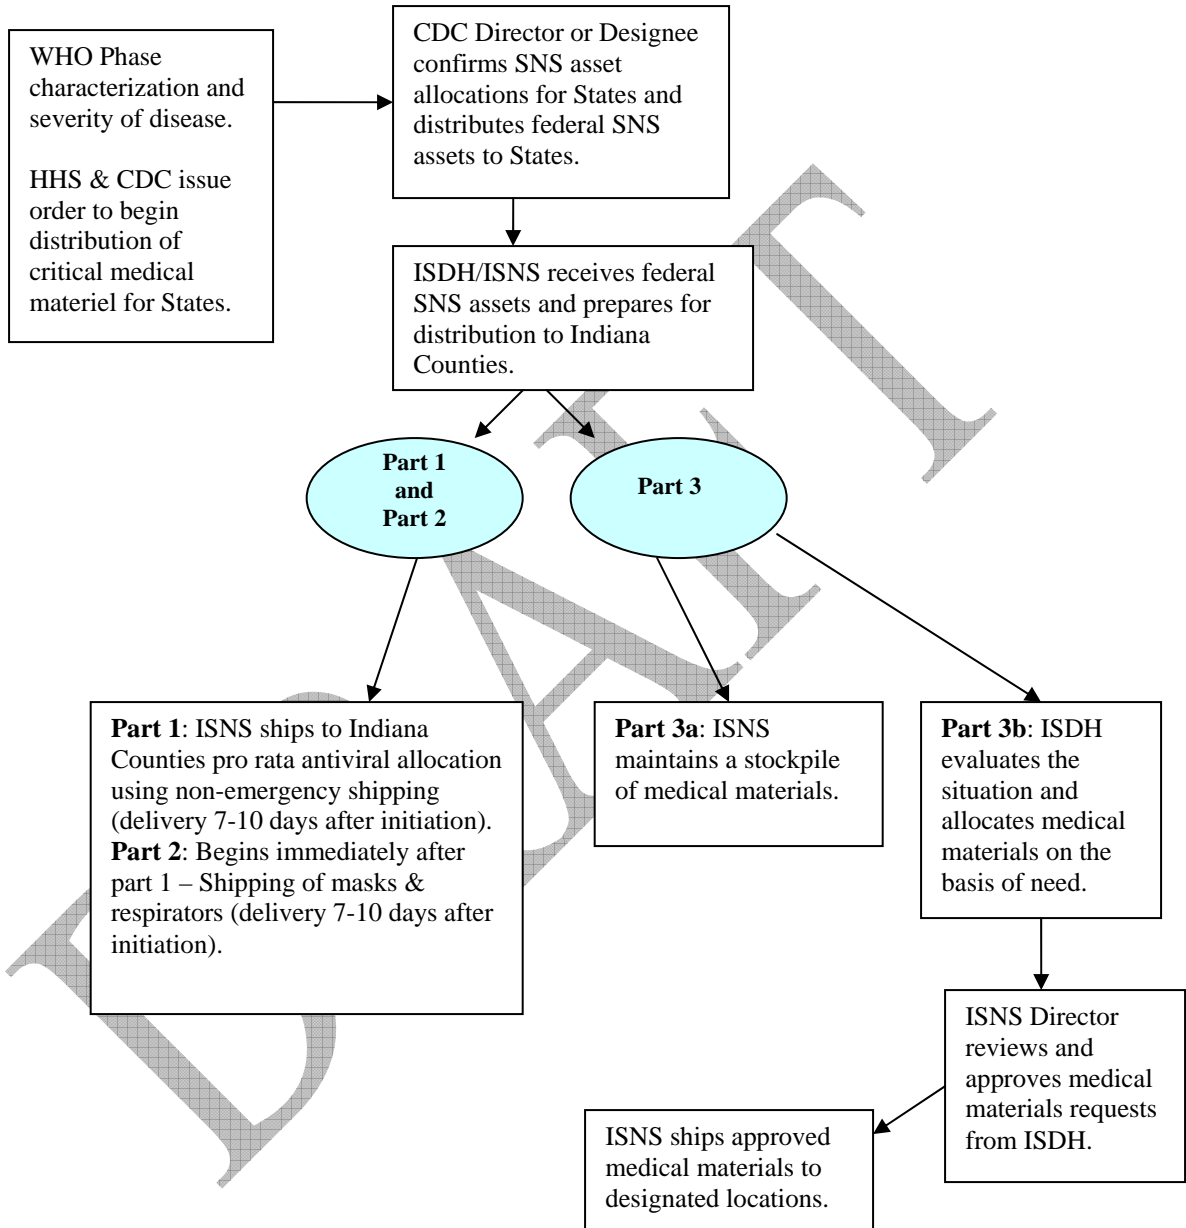 WHO Phase
characterization and
severity of disease.
HHS & CDC issue
order to begin
distribution of
critical medical
materiel for States.
CDC Director or Designee
confirms SNS asset
allocations for States and
distributes federal SNS
assets to States.
ISDH/ISNS receives federal
SNS assets and prepares for
distribution to Indiana
Counties.
Part 1
and
Part 2
Part 3
Part 1: ISNS ships to Indiana
Counties pro rata antiviral allocation
using non-emergency shipping
(delivery 7-10 days after initiation).
Part 2: Begins immediately after
part 1 – Shipping of masks &
respirators (delivery 7-10 days after
initiation).
Part 3a: ISNS
maintains a stockpile
of medical materials.
Part 3b: ISDH
evaluates the
situation and
allocates medical
materials on the
basis of need.
ISNS Director
reviews and
approves medical
materials requests
from ISDH.
ISNS ships approved
medical materials to
designated locations.
DRAFT